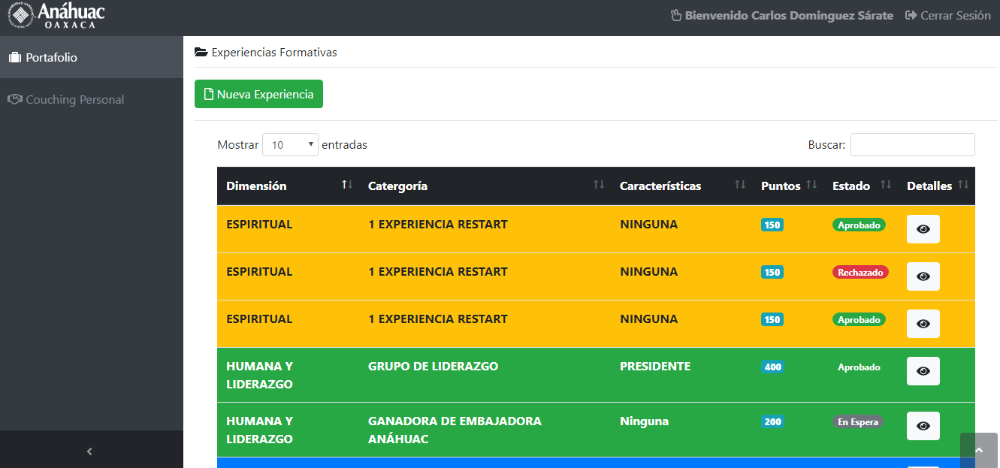 Anáhuac
OAXACA
Bienvenido Carlos Dominguez Sárate Cerrar Sesión
Portafolio
Couching Personal
Experiencias Formativas
Nueva Experiencia
Mostrar 10 entradas Buscar:
Dimensión Catergoría Características Puntos Estado Detalles
ESPIRITUAL 1 EXPERIENCIA RESTART NINGUNA 150 Aprobado
ESPIRITUAL 1 EXPERIENCIA RESTART NINGUNA 150 Rechazado
ESPIRITUAL 1 EXPERIENCIA RESTART NINGUNA 150 Aprobado
HUMANA Y GRUPO DE LIDERAZGO PRESIDENTE 400 Aprobado
LIDERAZGO
HUMANA Y GANADORA DE EMBAJADORA Ninguna 200 En Espera
LIDERAZGO ANÁHUAC